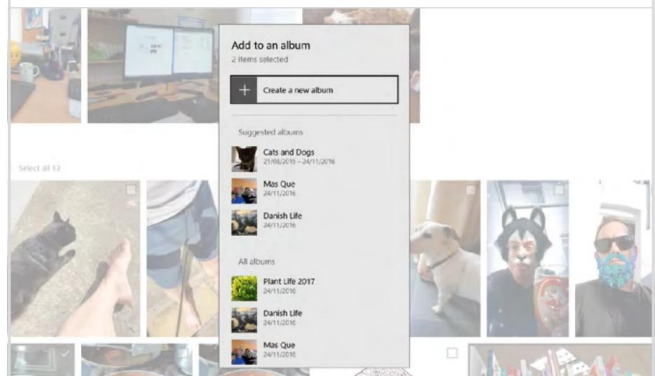 Add to an album
2 items selected
Create a new album
Suggested albums
Cats and Dogs
21/08/2015 – 24/11/2016
Mas Que
24/11/2016
Danish Life
24/11/2016
All albums
Plant Life 2017
24/11/2016
Danish Life
24/11/2016
Mas Que
24/11/2016
Select all 12